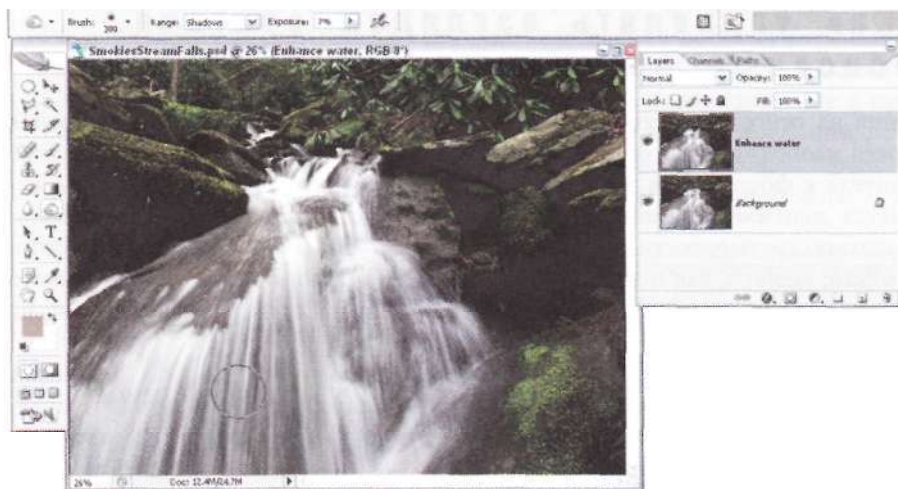 Brush: 200 Range: Shadows Exposure: 7%
SmokiesStreamFalls.psd @ 26% (Enhance water, RGB 8*)
Layers Channels Paths
Normal Opacity: 100%
Lock: Fill: 100%
Enhance water
Background
26% Doc: 12.4M/24.7M